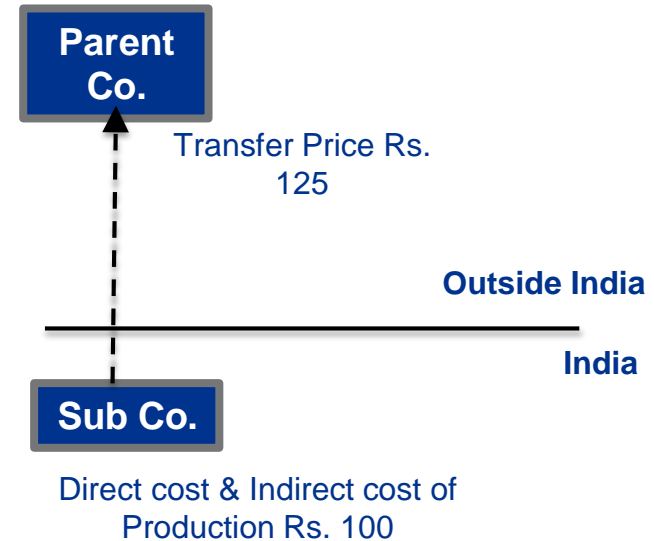 Parent
Co.
Transfer Price Rs.
125
Outside India
India
Sub Co.
Direct cost & Indirect cost of
Production Rs. 100